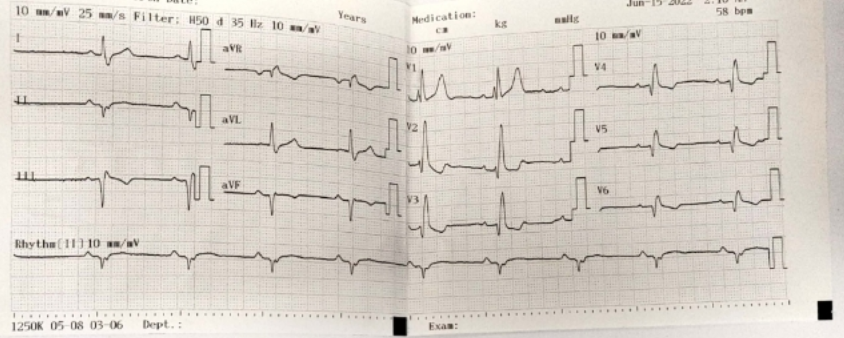 10 mm/mV 25 mm/s Filter: H50 d 35 Hz 10 mm/mV
Years
Medication:
cm kg mmHg
Jun-15-2022
58 bpm
10 mm/mV
10 mm/mV
I
aVR
V1
V4
II
aVL
V2
V5
III
aVF
V3
V6
Rhythm(II)10 mm/mV
1250K 05-08 03-06 Dept.:
Exam: